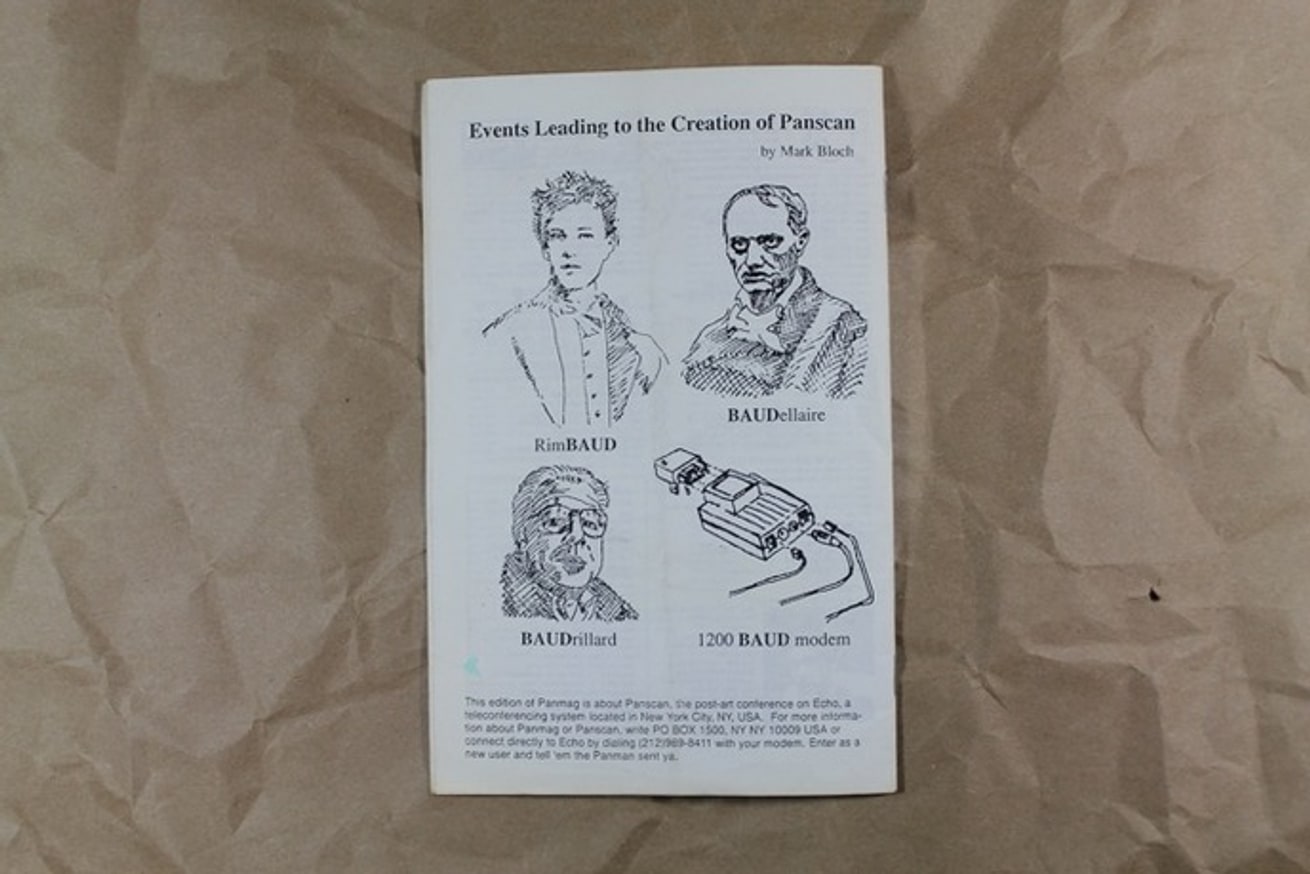 Events Leading to the Creation of Panscan
by Mark Bloch
RimBAUD
BAUDellaire
BAUDrillard
1200 BAUD modem
This edition of Panmag is about Panscan, the post-art conference on Echo, a
teleconferencing system located in New York City, NY, USA. For more informa-
tion about Panmag or Panscan, write PO BOX 1500, NY NY 10009 USA or
connect directly to Echo by dialing (212)969-8411 with your modem. Enter as a
new user and tell 'em the Panman sent ya.